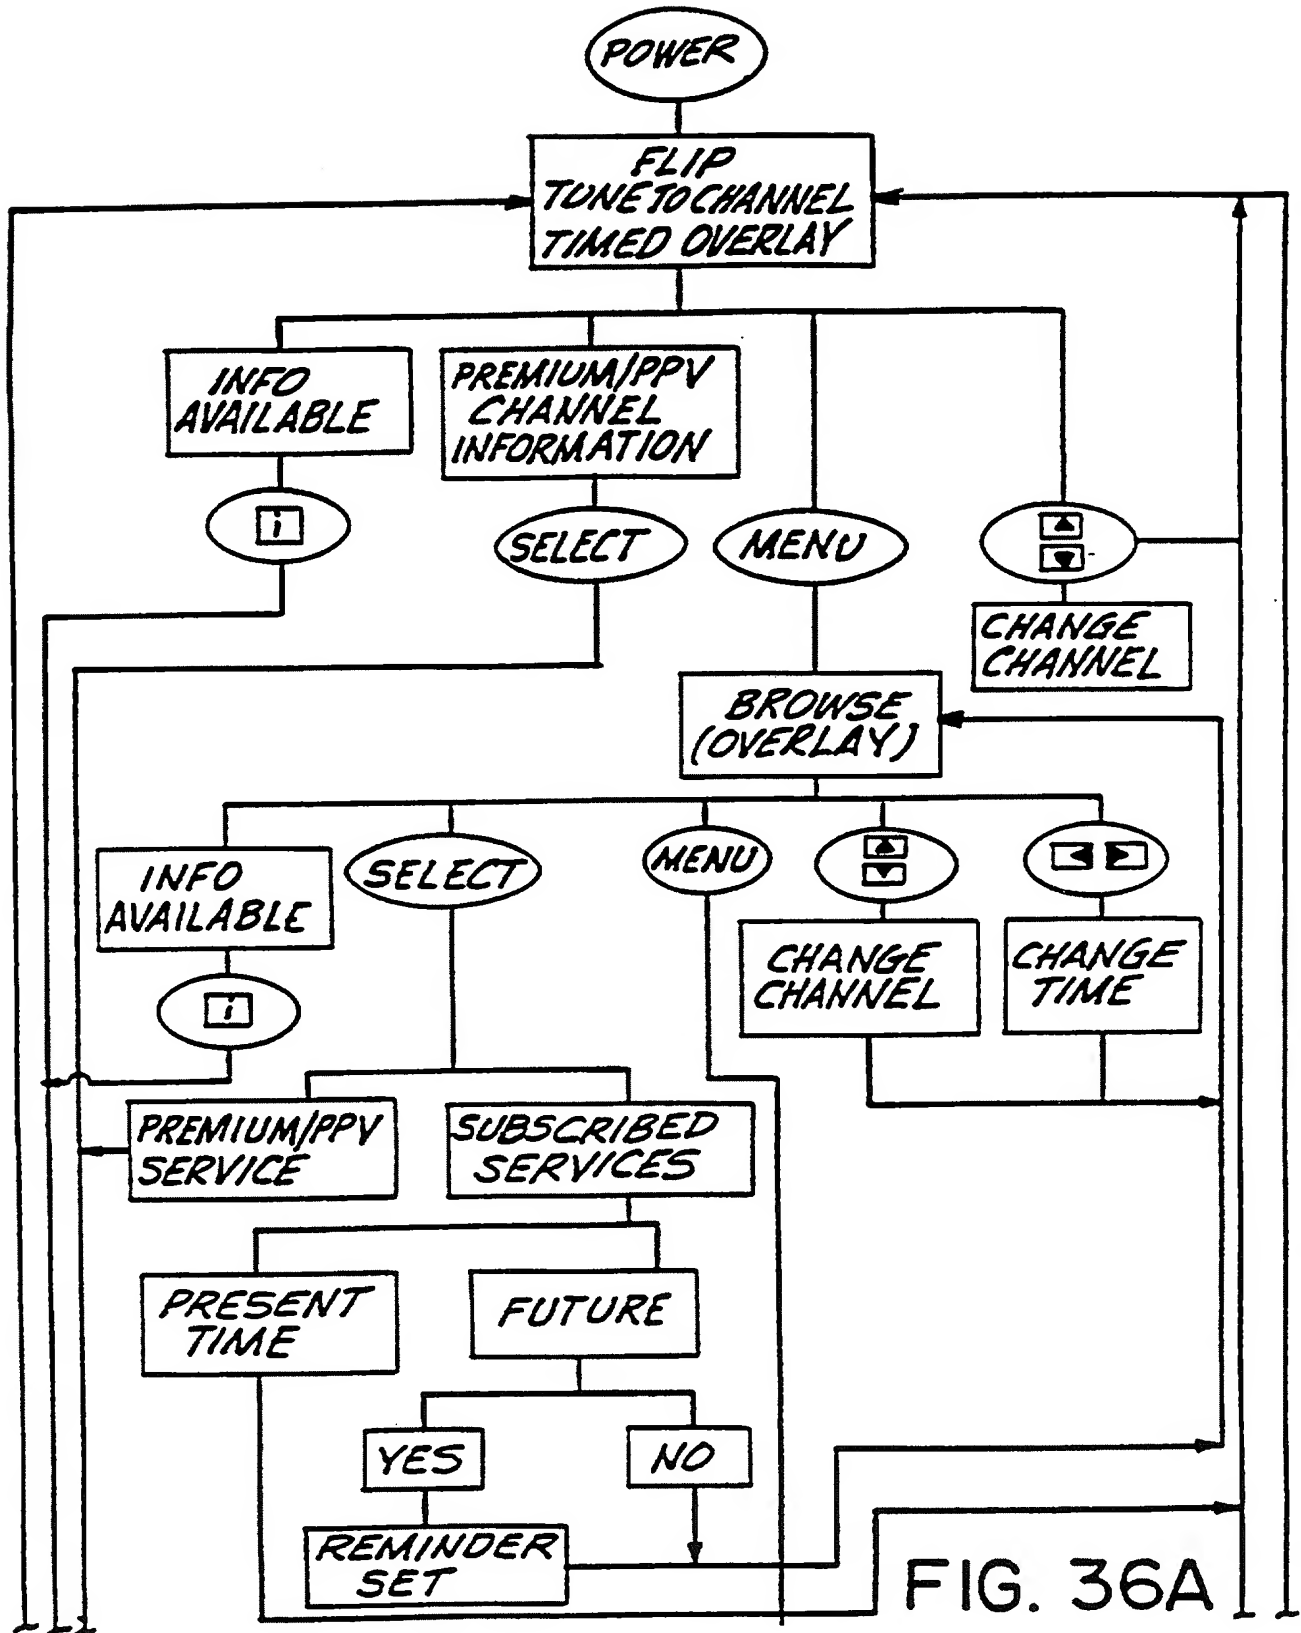 POWER
FLIP
TUNE TO CHANNEL
TIMED OVERLAY
INFO
AVAILABLE
PREMIUM/PPV
CHANNEL
INFORMATION
i
SELECT
MENU
CHANGE
CHANNEL
BROWSE
(OVERLAY)
INFO
AVAILABLE
SELECT
MENU
CHANGE
CHANNEL
CHANGE
TIME
i
PREMIUM/PPV
SERVICE
SUBSCRIBED
SERVICES
PRESENT
TIME
FUTURE
YES
NO
REMINDER
SET
FIG. 36A